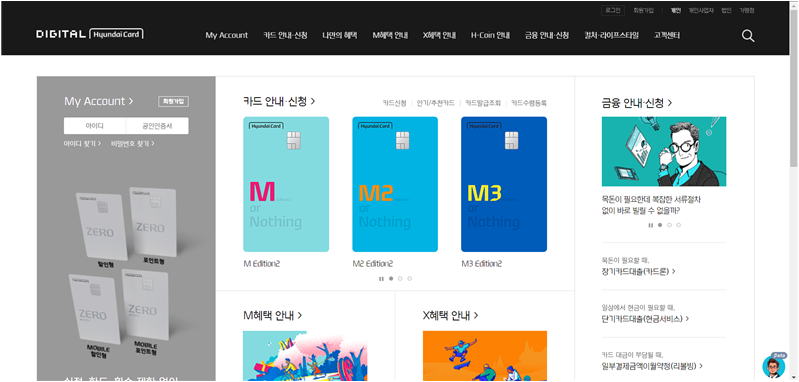 로그인 회원가입 개인 개인사업자 법인 가맹점
DIGITAL HyundaiCard
My Account 카드 안내·신청 나만의 혜택 M혜택 안내 X혜택 안내 H-Coin 안내 금융 안내·신청 컬처·라이프스타일 고객센터
My Account >
회원가입
아이디 공인인증서
아이디 찾기 > 비밀번호 찾기 >
ZERO
ZERO
할인형
포인트형
ZERO
ZERO
MOBILE
할인형
MOBILE
포인트형
카드 안내·신청 >
카드신청 인기/추천카드 카드발급조회 카드수령등록
HyundaiCard
M
or
Nothing
M Edition2
HyundaiCard
M2
or
Nothing
M2 Edition2
HyundaiCard
M3
or
Nothing
M3 Edition2
M혜택 안내 >
X혜택 안내 >
금융 안내·신청 >
목돈이 필요한데 복잡한 서류절차
없이 바로 빌릴 수 없을까?
목돈이 필요할 때,
장기카드대출(카드론) >
일상에서 현금이 필요할 때,
단기카드대출(현금서비스) >
카드 대금이 부담될 때,
일부결제금액이월약정(리볼빙) >
Beta